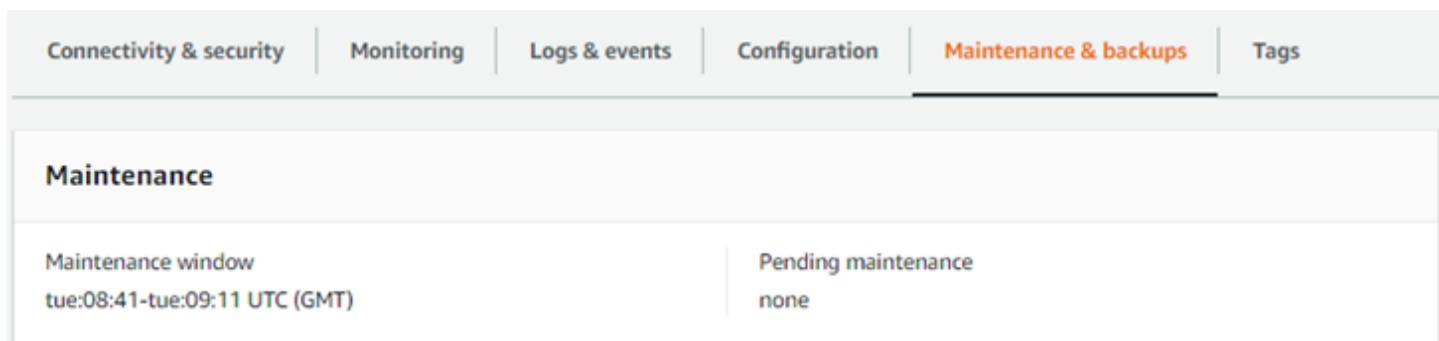 Connectivity & security Monitoring Logs & events Configuration Maintenance & backups Tags
Maintenance
Maintenance window Pending maintenance
tue:08:41-tue:09:11 UTC (GMT) none